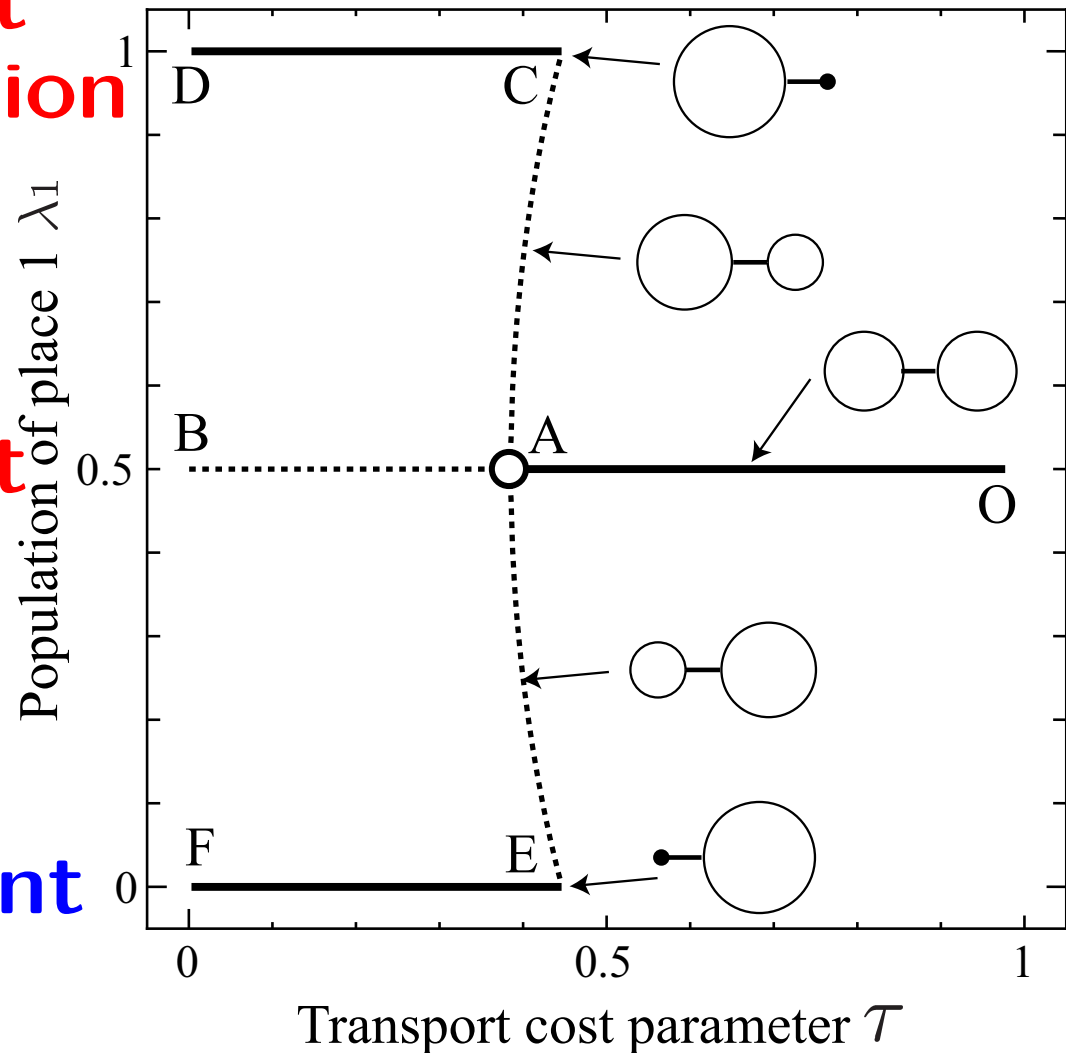 t
ion
t
nt
Population of place 1 λ1
1
0.5
0
D
C
B
A
O
F
E
0
0.5
1
Transport cost parameter τ